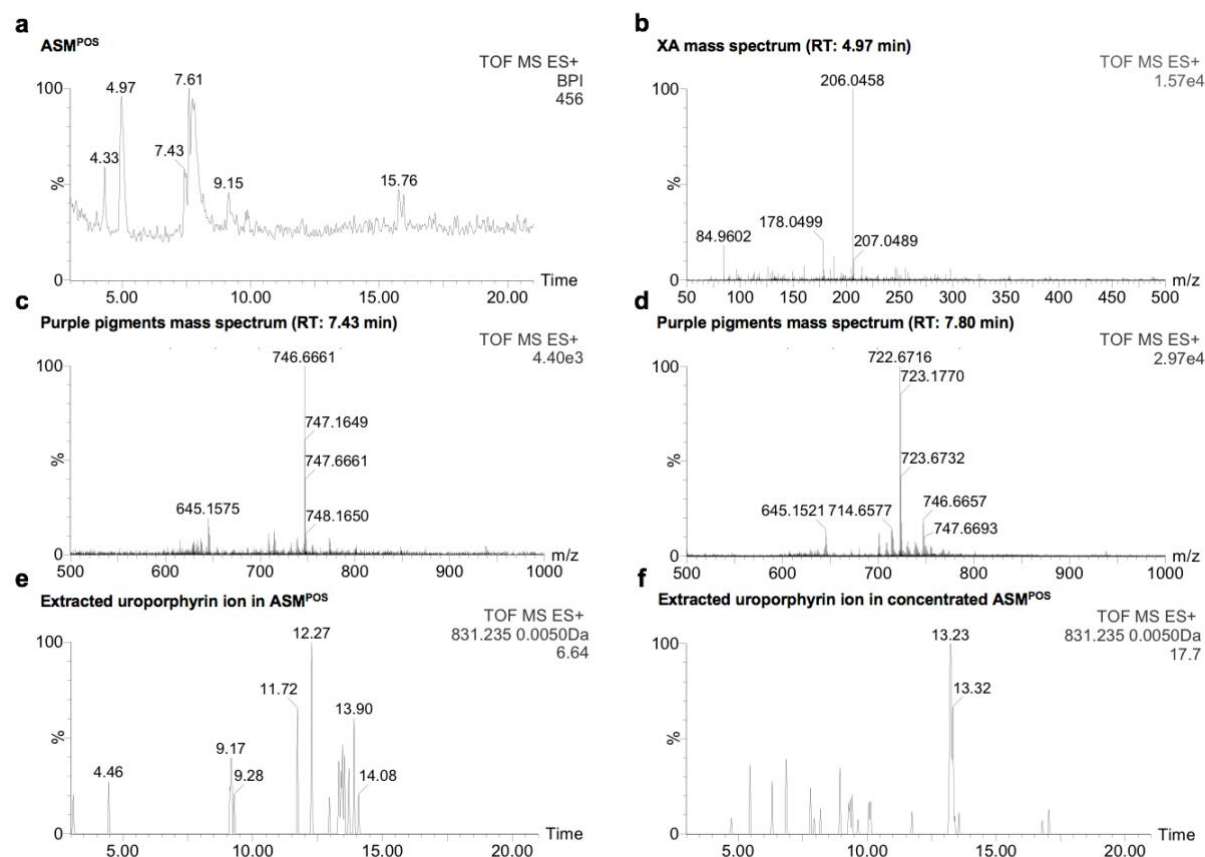 a
ASMPOS
TOF MS ES+
BPI
456
100
%
0
4.33
4.97
7.43
7.61
9.15
15.76
5.00 10.00 15.00 20.00
Time
b
XA mass spectrum (RT: 4.97 min)
TOF MS ES+
1.57e4
100
%
0
206.0458
178.0499
207.0489
84.9602
50 100 150 200 250 300 350 400 450 500
m/z
c
Purple pigments mass spectrum (RT: 7.43 min)
TOF MS ES+
4.40e3
100
%
0
746.6661
747.1649
747.6661
748.1650
645.1575
500 600 700 800 900 1000
m/z
d
Purple pigments mass spectrum (RT: 7.80 min)
TOF MS ES+
2.97e4
100
%
0
722.6716
723.1770
723.6732
746.6657
747.6693
645.1521 714.6577
500 600 700 800 900 1000
m/z
e
Extracted uroporphyrin ion in ASMPOS
TOF MS ES+
831.235 0.0050Da
6.64
100
%
0
12.27
11.72
13.90
9.17
9.28
4.46
14.08
5.00 10.00 15.00 20.00
Time
f
Extracted uroporphyrin ion in concentrated ASMPOS
TOF MS ES+
831.235 0.0050Da
17.7
100
%
0
13.23
13.32
5.00 10.00 15.00 20.00
Time